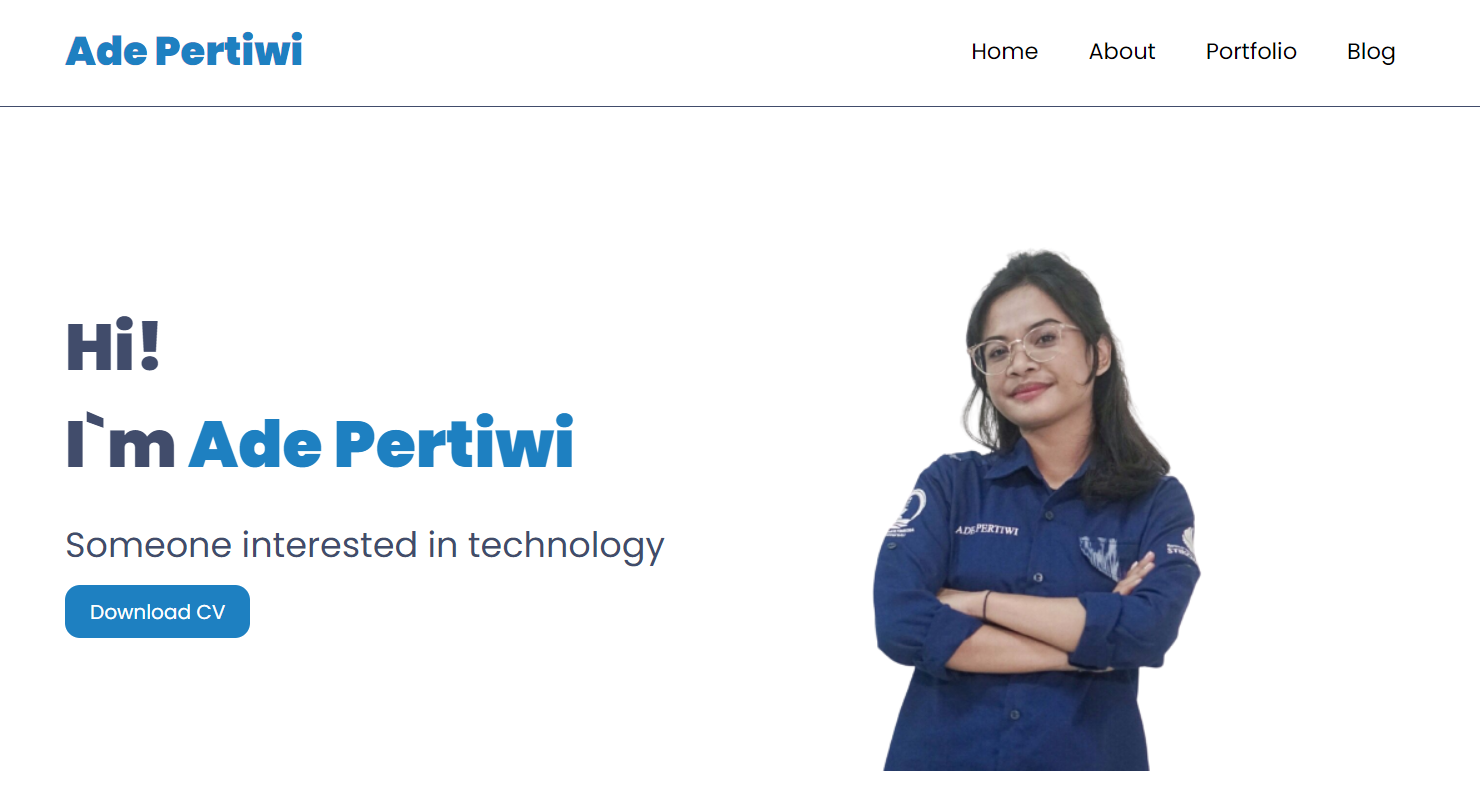 Ade Pertiwi
Home About Portfolio Blog
Hi!
I`m Ade Pertiwi
Someone interested in technology
Download CV
ADE PERTIWI